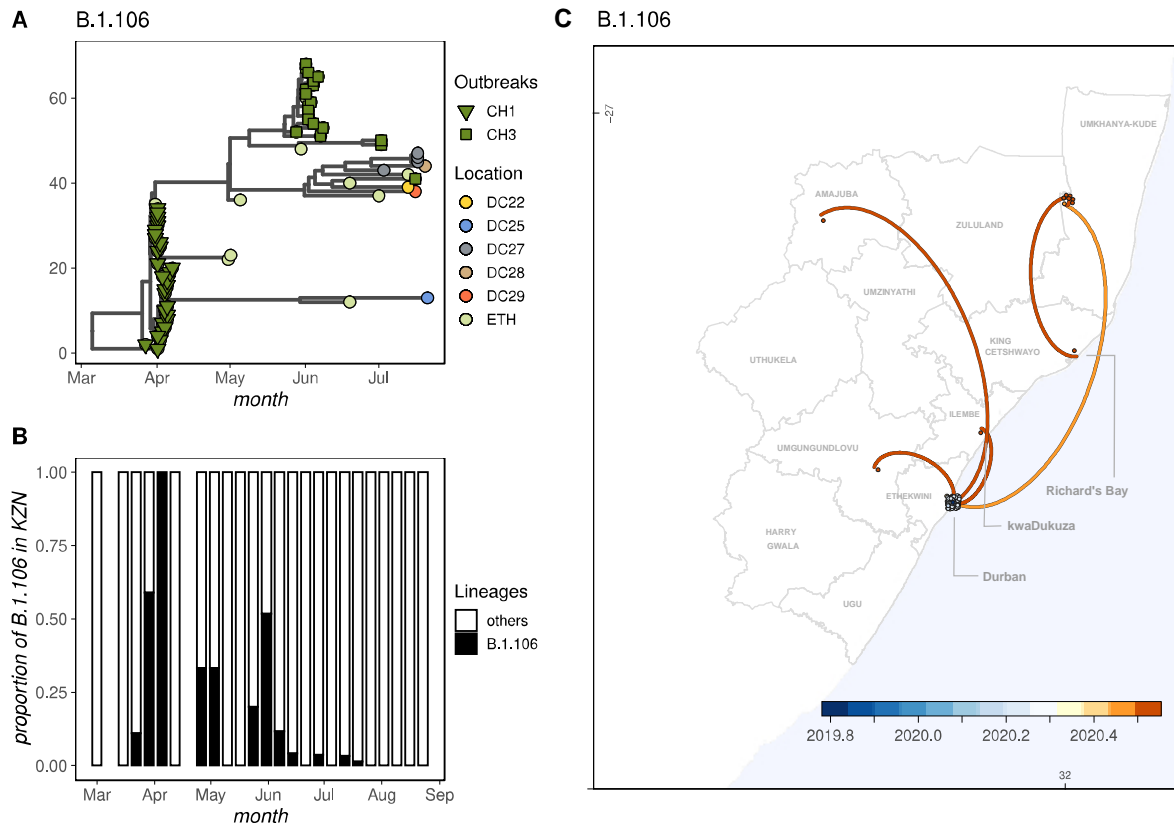 A B.1.106
60
40
20
0
Mar Apr May Jun Jul
month
Outbreaks
CH1
CH3
Location
DC22
DC25
DC27
DC28
DC29
ETH
B
proportion of B.1.106 in KZN
1.00
0.75
0.50
0.25
0.00
Mar Apr May Jun Jul Aug Sep
month
Lineages
others
B.1.106
C B.1.106
-27
UMKHANYA-KUDE
AMAJUBA
ZULULAND
UMZINYATHI
KING
CETSHWAYO
UTHUKELA
ILEMBE
UMGUNGUNDLOVU
ETHEKWINI
Richard's Bay
kwaDukuza
HARRY
GWALA
Durban
UGU
2019.8 2020.0 2020.2 2020.4
32